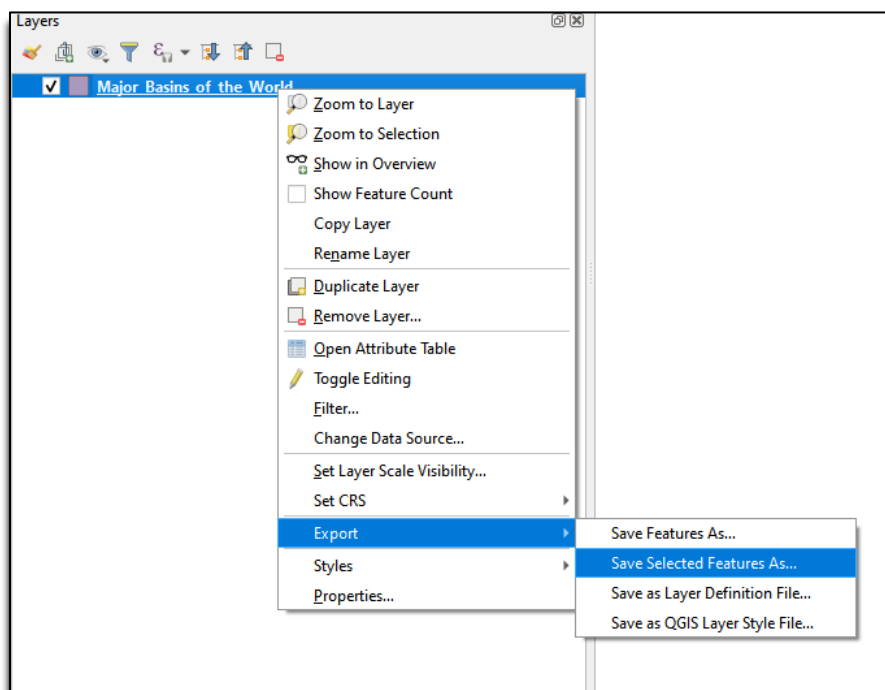 Layers
Major Basins of the World
Zoom to Layer
Zoom to Selection
Show in Overview
Show Feature Count
Copy Layer
Rename Layer
Duplicate Layer
Remove Layer...
Open Attribute Table
Toggle Editing
Filter...
Change Data Source...
Set Layer Scale Visibility...
Set CRS
Export
Save Features As...
Save Selected Features As...
Styles
Save as Layer Definition File...
Properties...
Save as QGIS Layer Style File...